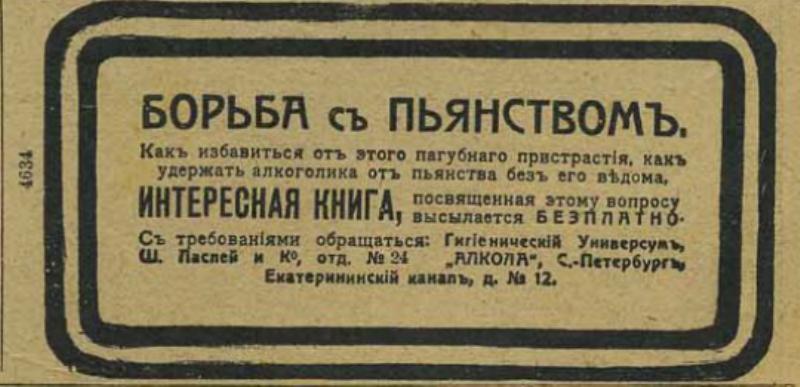 4634
БОРЬБА съ ПЬЯНСТВОМЪ.
Какъ избавиться отъ этого пагубнаго пристрастія, какъ
удержать алкоголика отъ пьянства безъ его вѣдома,
ИНТЕРЕСНАЯ КНИГА, посвященная этому вопросу
высылается БЕЗПЛАТНО.
Съ требованіями обращаться: Гигіеническій Универсумъ,
Ш. Паслей и Кº, отд. № 24 „АЛКОЛА“, С.-Петербургъ,
Екатерининскій каналъ, д. № 12.